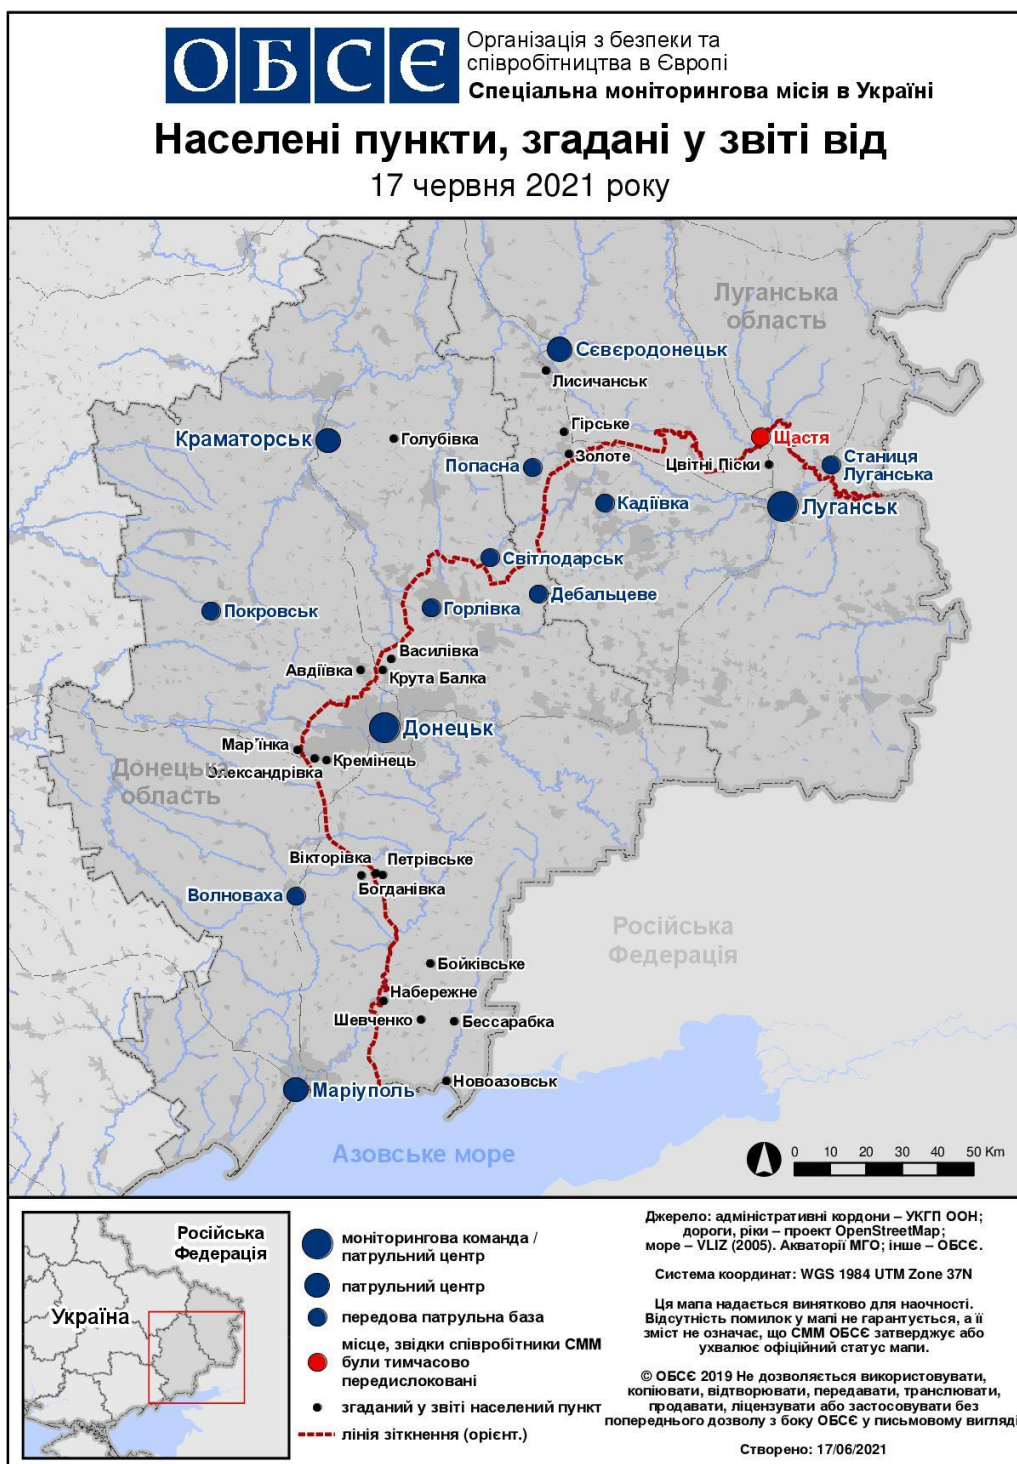 ОБСЄ
Організація з безпеки та
співробітництва в Європі
Спеціальна моніторингова місія в Україні
Населені пункти, згадані у звіті від
17 червня 2021 року
Луганська
область
Сєвєродонецьк
Лисичанськ
Гірське
Краматорськ
Голубівка
Щастя
Золоте
Попасна
Цвітні Піски
Станиця
Луганська
Кадіївка
Луганськ
Світлодарськ
Дебальцеве
Покровськ
Горлівка
Василівка
Авдіївка
Крута Балка
Донецьк
Мар'їнка
Кремінець
Донецька
Олександрівка
область
Вікторівка
Петрівське
Богданівка
Волноваха
Російська
Федерація
Бойківське
Набережне
Шевченко
Бессарабка
Новоазовськ
Маріуполь
Азовське море
0 10 20 30 40 50 Km
Російська
Федерація
Україна
моніторингова команда /
патрульний центр
патрульний центр
передова патрульна база
місце, звідки співробітники СММ
були тимчасово
передислоковані
згаданий у звіті населений пункт
лінія зіткнення (орієнт.)
Джерело: адміністративні кордони – УКГП ООН;
дороги, ріки – проект OpenStreetMap;
море – VLIZ (2005). Акваторії МГО; інше – ОБСЄ.
Система координат: WGS 1984 UTM Zone 37N
Ця мапа надається винятково для наочності.
Відсутність помилок у мапі не гарантується, а її
зміст не означає, що СММ ОБСЄ затверджує або
ухвалює офіційний статус мапи.
© ОБСЄ 2019 Не дозволяється використовувати,
копіювати, відтворювати, передавати, транслювати,
продавати, ліцензувати або застосовувати без
попереднього дозволу з боку ОБСЄ у письмовому вигляді
Створено: 17/06/2021